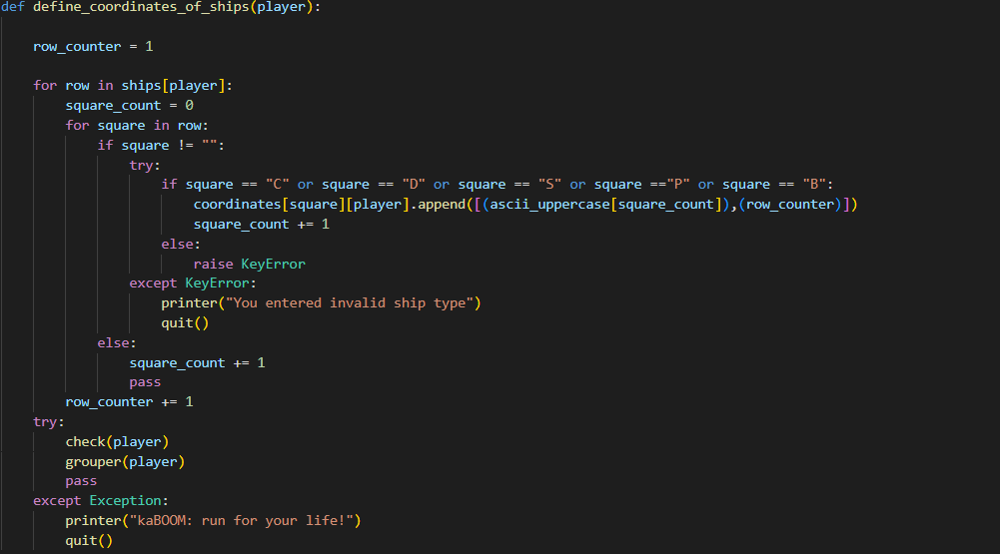 def define_coordinates_of_ships(player):
    row_counter = 1
    for row in ships[player]:
        square_count = 0
        for square in row:
            if square != "":
                try:
                    if square == "C" or square == "D" or square == "S" or square =="P" or square == "B":
                        coordinates[square][player].append([(ascii_uppercase[square_count]),(row_counter)])
                        square_count += 1
                    else:
                        raise KeyError
                except KeyError:
                    printer("You entered invalid ship type")
                    quit()
            else:
                square_count += 1
                pass
        row_counter += 1
    try:
        check(player)
        grouper(player)
        pass
    except Exception:
        printer("kaBOOM: run for your life!")
        quit()